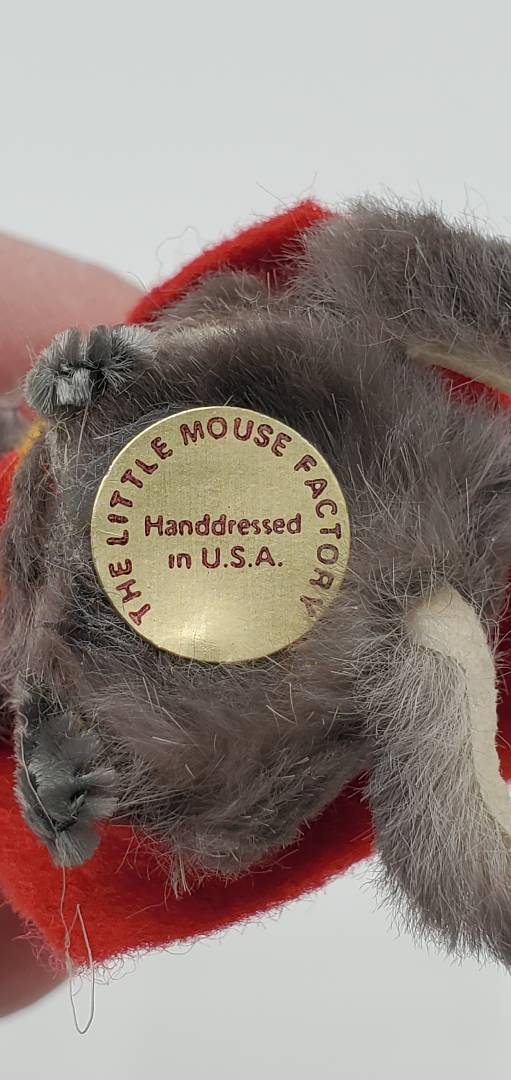 THE LITTLE MOUSE FACTORY
Handdressed
in U.S.A.